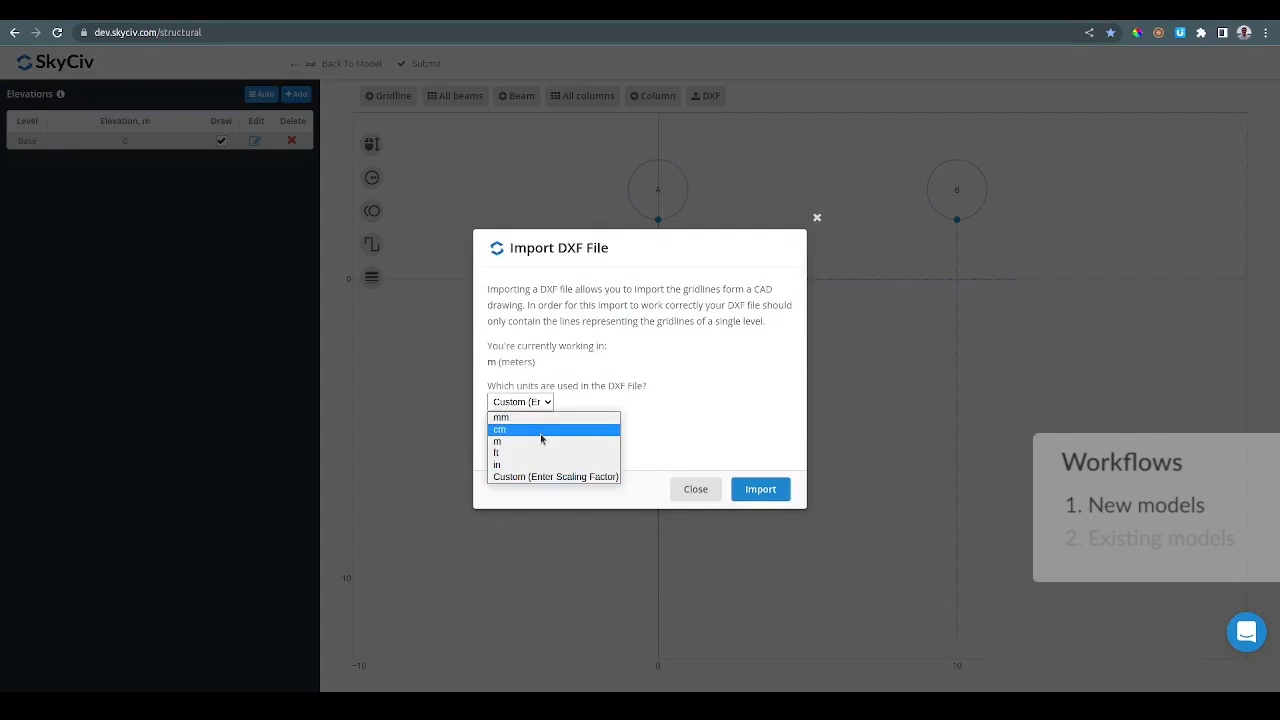 dev.skyciv.com/structural
SkyCiv
Back To Model
Submit
Elevations
Auto
Add
Gridline
All beams
Beam
All columns
Column
DXF
Level
Elevation, m
Draw
Edit
Delete
Base
0
A
B
0
10
-10
0
10
Import DXF File
Importing a DXF file allows you to import the gridlines form a CAD
drawing. In order for this import to work correctly your DXF file should
only contain the lines representing the gridlines of a single level.
You're currently working in:
m (meters)
Which units are used in the DXF File?
Custom (Er
mm
cm
m
ft
in
Custom (Enter Scaling Factor)
Close
Import
Workflows
1. New models
2. Existing models